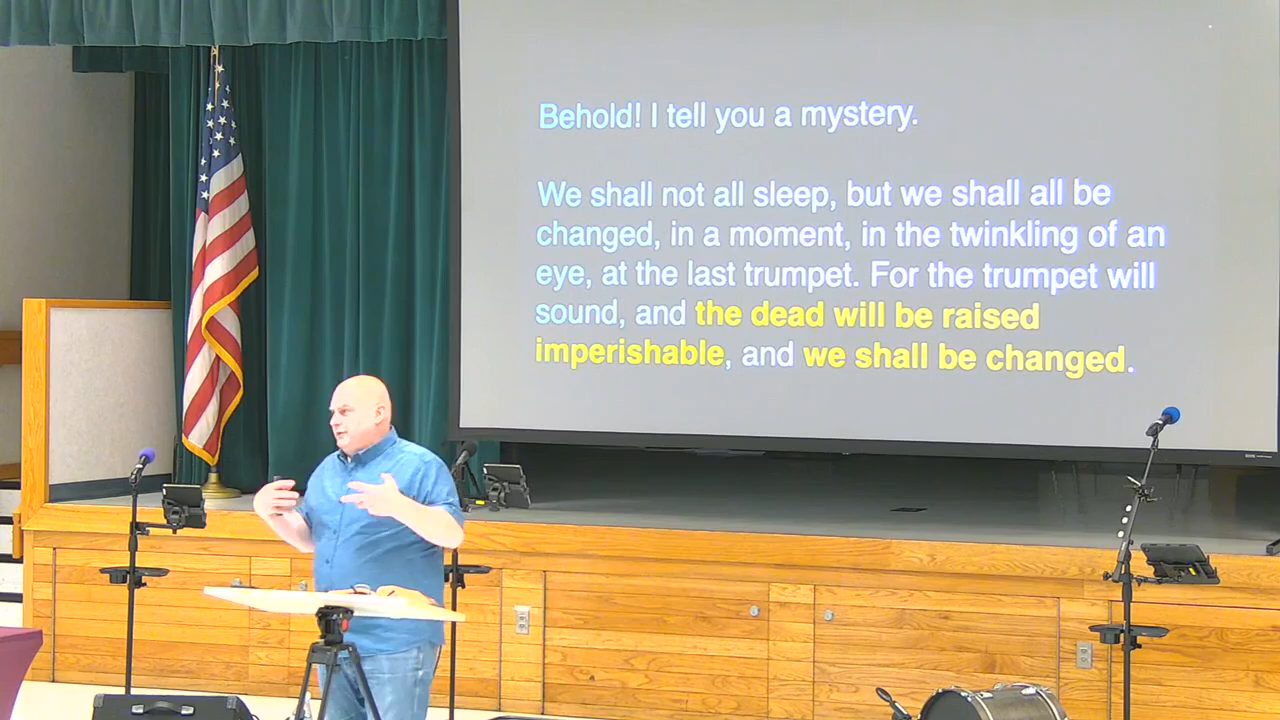 Behold! I tell you a mystery.
We shall not all sleep, but we shall all be
changed, in a moment, in the twinkling of an
eye, at the last trumpet. For the trumpet will
sound, and the dead will be raised
imperishable, and we shall be changed.